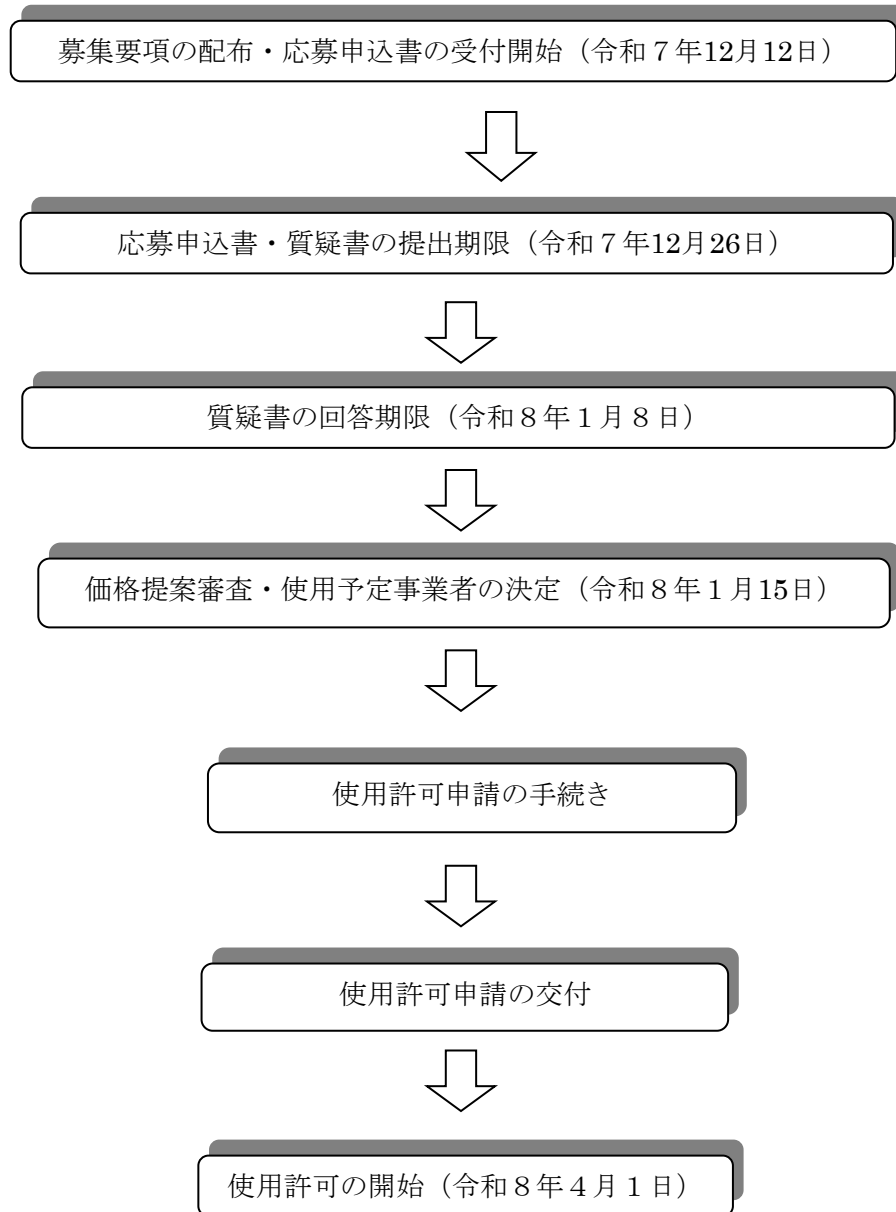 募集要項の配布・応募申込書の受付開始（令和７年12月12日）
応募申込書・質疑書の提出期限（令和７年12月26日）
質疑書の回答期限（令和８年１月８日）
価格提案審査・使用予定事業者の決定（令和８年１月15日）
使用許可申請の手続き
使用許可申請の交付
使用許可の開始（令和８年４月１日）